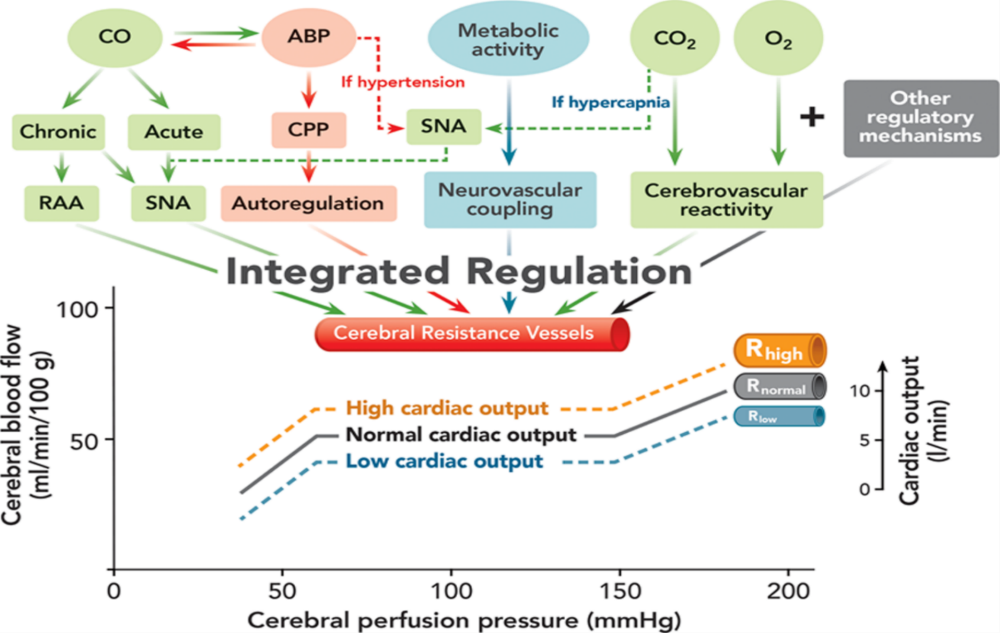 CO
ABP
Metabolic
activity
CO₂
O₂
If hypertension
If hypercapnia
Other
regulatory
mechanisms
+
Chronic
Acute
CPP
SNA
RAA
SNA
Autoregulation
Neurovascular
coupling
Cerebrovascular
reactivity
Integrated Regulation
Cerebral Resistance Vessels
Cerebral blood flow
(ml/min/100 g)
100
50
High cardiac output
Normal cardiac output
Low cardiac output
R high
R normal
R low
10
5
0
Cardiac output
(l/min)
0 50 100 150 200
Cerebral perfusion pressure (mmHg)